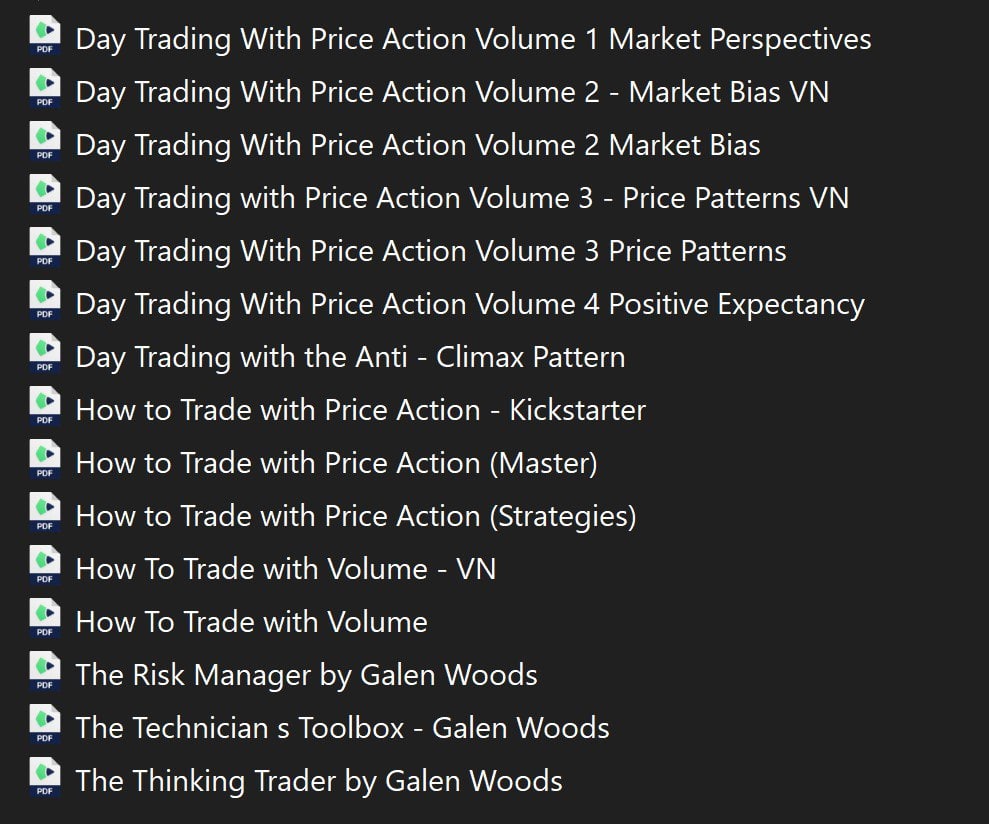 PDF Day Trading With Price Action Volume 1 Market Perspectives
PDF Day Trading With Price Action Volume 2 - Market Bias VN
PDF Day Trading With Price Action Volume 2 Market Bias
PDF Day Trading with Price Action Volume 3 - Price Patterns VN
PDF Day Trading With Price Action Volume 3 Price Patterns
PDF Day Trading With Price Action Volume 4 Positive Expectancy
PDF Day Trading with the Anti - Climax Pattern
PDF How to Trade with Price Action - Kickstarter
PDF How to Trade with Price Action (Master)
PDF How to Trade with Price Action (Strategies)
PDF How To Trade with Volume - VN
PDF How To Trade with Volume
PDF The Risk Manager by Galen Woods
PDF The Technician s Toolbox - Galen Woods
PDF The Thinking Trader by Galen Woods